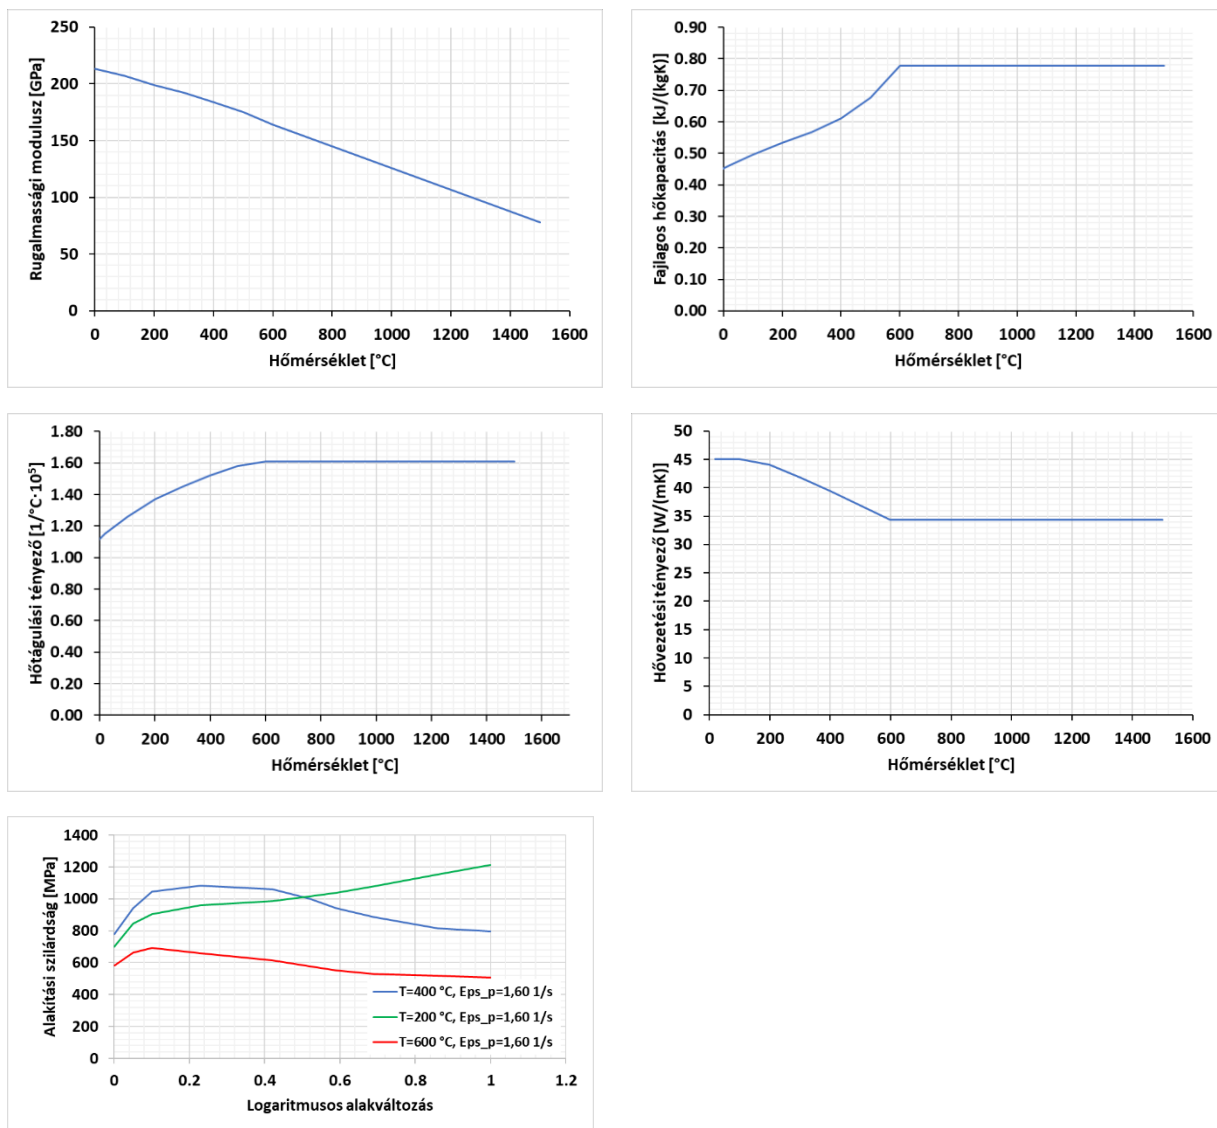 250
200
150
100
50
0
0 200 400 600 800 1000 1200 1400 1600
Rugalmassági modulusz [GPa]
Hőmérséklet [°C]
0.90
0.80
0.70
0.60
0.50
0.40
0.30
0.20
0.10
0.00
0 200 400 600 800 1000 1200 1400 1600
Fajlagos hőkapacitás [kJ/(kgK)]
Hőmérséklet [°C]
1.80
1.60
1.40
1.20
1.00
0.80
0.60
0.40
0.20
0.00
0 200 400 600 800 1000 1200 1400 1600
Hőtágulási tényező [1/°C·10⁵]
Hőmérséklet [°C]
50
45
40
35
30
25
20
15
10
5
0
0 200 400 600 800 1000 1200 1400 1600
Hővezetési tényező [W/(mK)]
Hőmérséklet [°C]
1400
1200
1000
800
600
400
200
0
0 0.2 0.4 0.6 0.8 1 1.2
Alakítási szilárdság [MPa]
T=400 °C, Eps_p=1,60 1/s
T=200 °C, Eps_p=1,60 1/s
T=600 °C, Eps_p=1,60 1/s
Logaritmusos alakváltozás